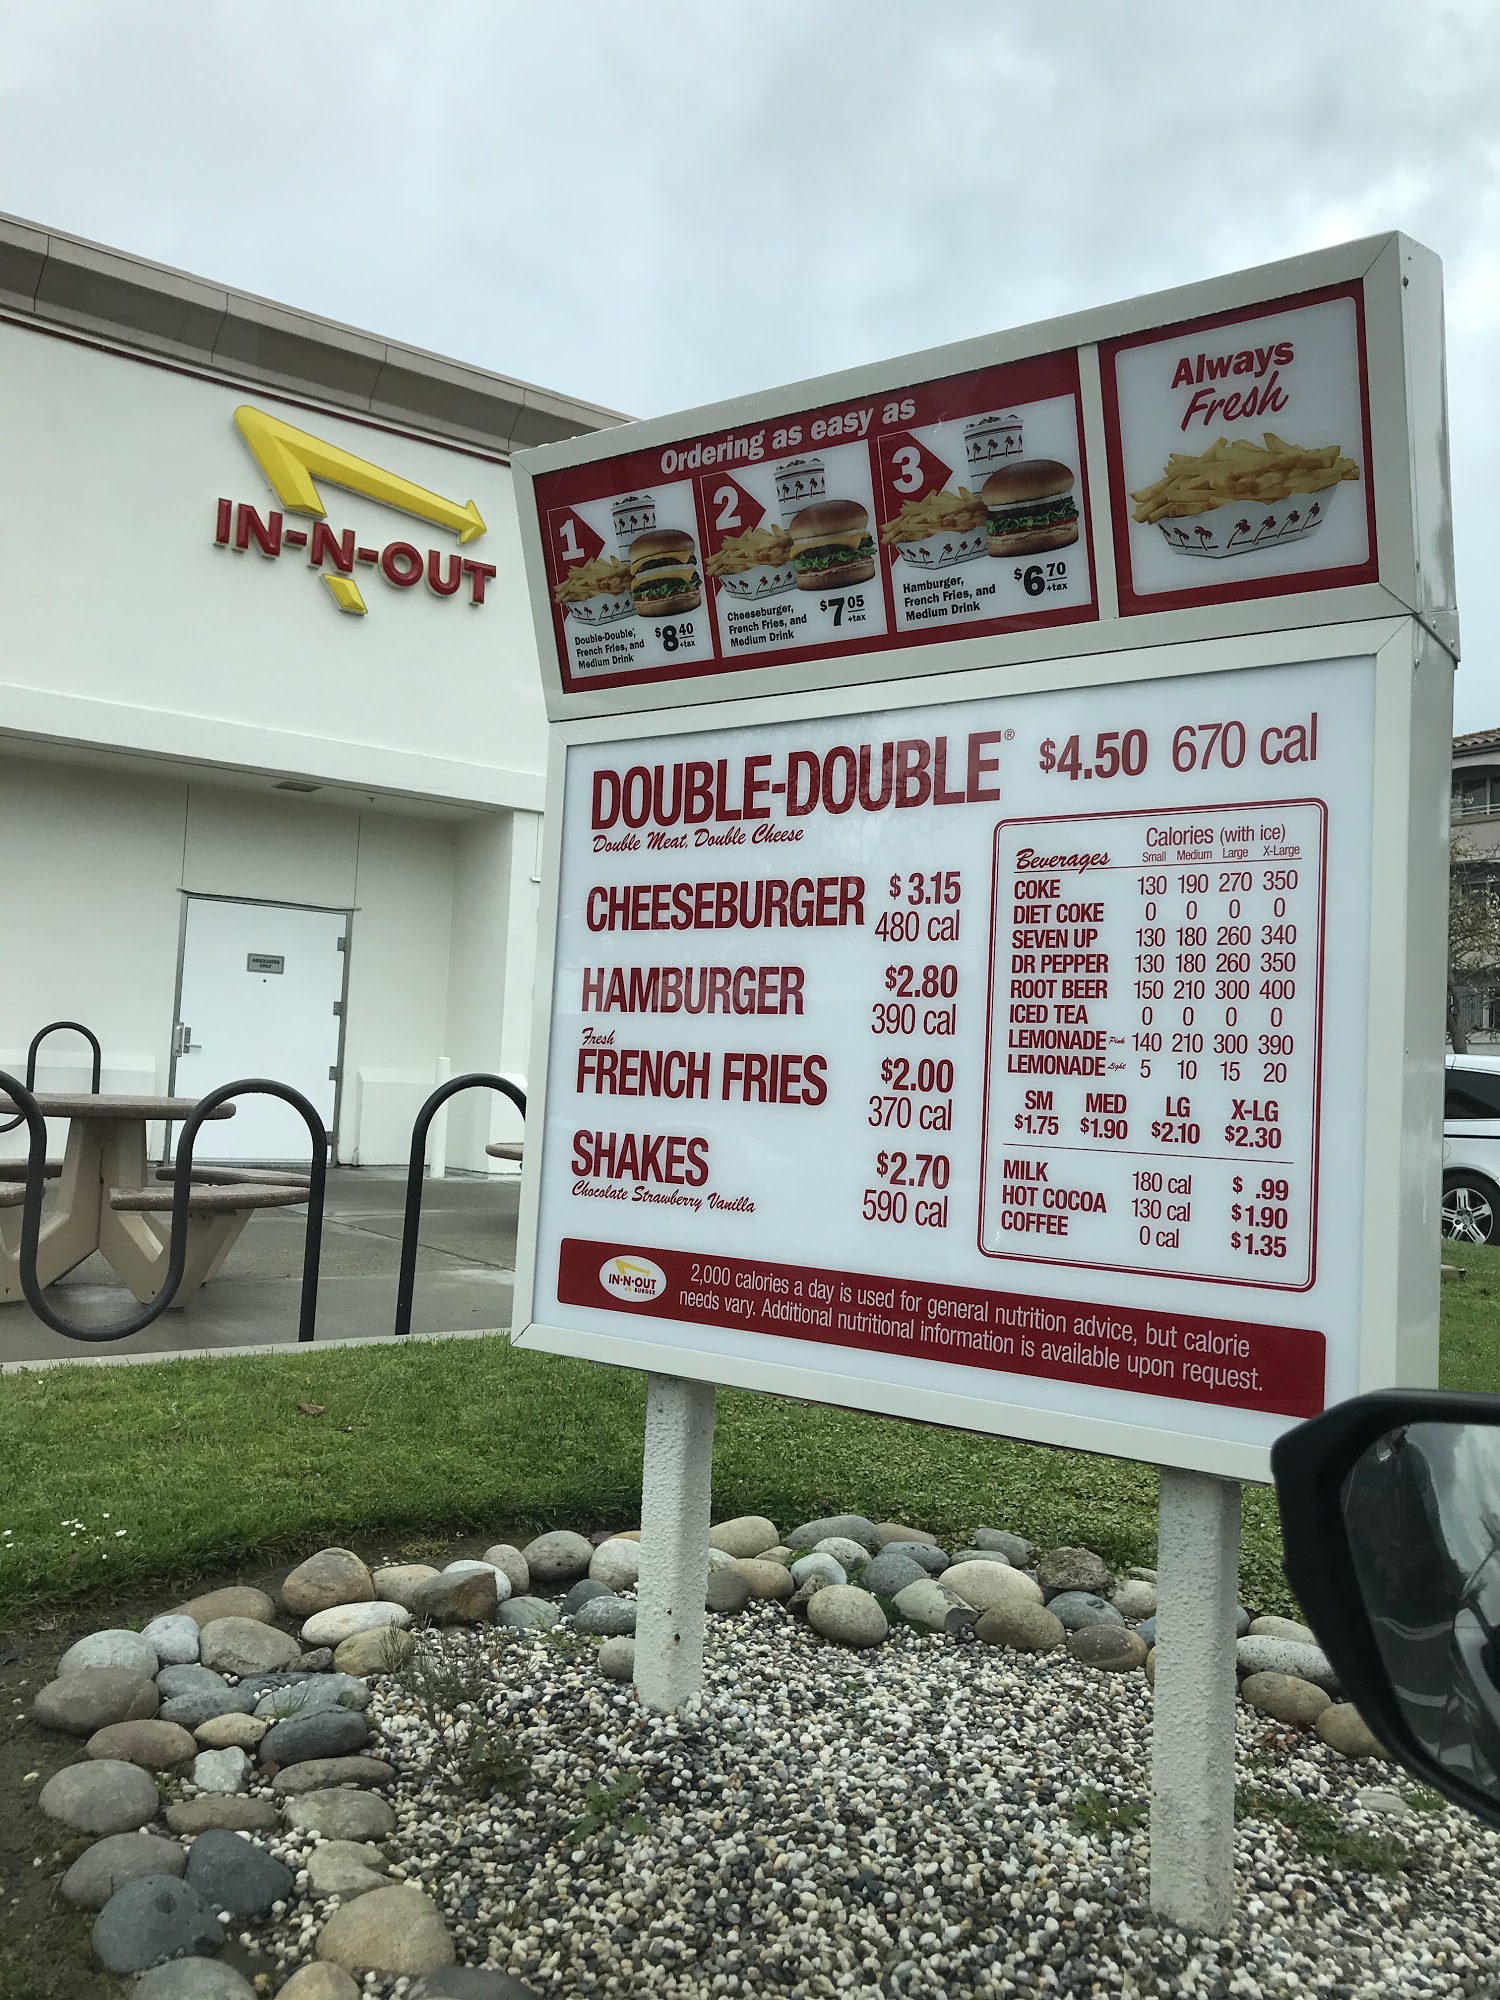 IN-N-OUT
ASSOCIATES
ONLY
Ordering as easy as
1
Double-Double,
French Fries, and
Medium Drink
$8 40
+tax
2
Cheeseburger,
French Fries, and
Medium Drink
$7 05
+tax
3
Hamburger,
French Fries, and
Medium Drink
$6 70
+tax
Always
Fresh
DOUBLE-DOUBLE® $4.50 670 cal
Double Meat, Double Cheese
CHEESEBURGER $3.15
480 cal
HAMBURGER $2.80
390 cal
Fresh
FRENCH FRIES $2.00
370 cal
SHAKES $2.70
Chocolate Strawberry Vanilla 590 cal
Calories (with ice)
Beverages Small Medium Large X-Large
COKE 130 190 270 350
DIET COKE 0 0 0 0
SEVEN UP 130 180 260 340
DR PEPPER 130 180 260 350
ROOT BEER 150 210 300 400
ICED TEA 0 0 0 0
LEMONADE Pink 140 210 300 390
LEMONADE Light 5 10 15 20
SM MED LG X-LG
$1.75 $1.90 $2.10 $2.30
MILK 180 cal $ .99
HOT COCOA 130 cal $1.90
COFFEE 0 cal $1.35
IN-N-OUT
BURGER
2,000 calories a day is used for general nutrition advice, but calorie
needs vary. Additional nutritional information is available upon request.